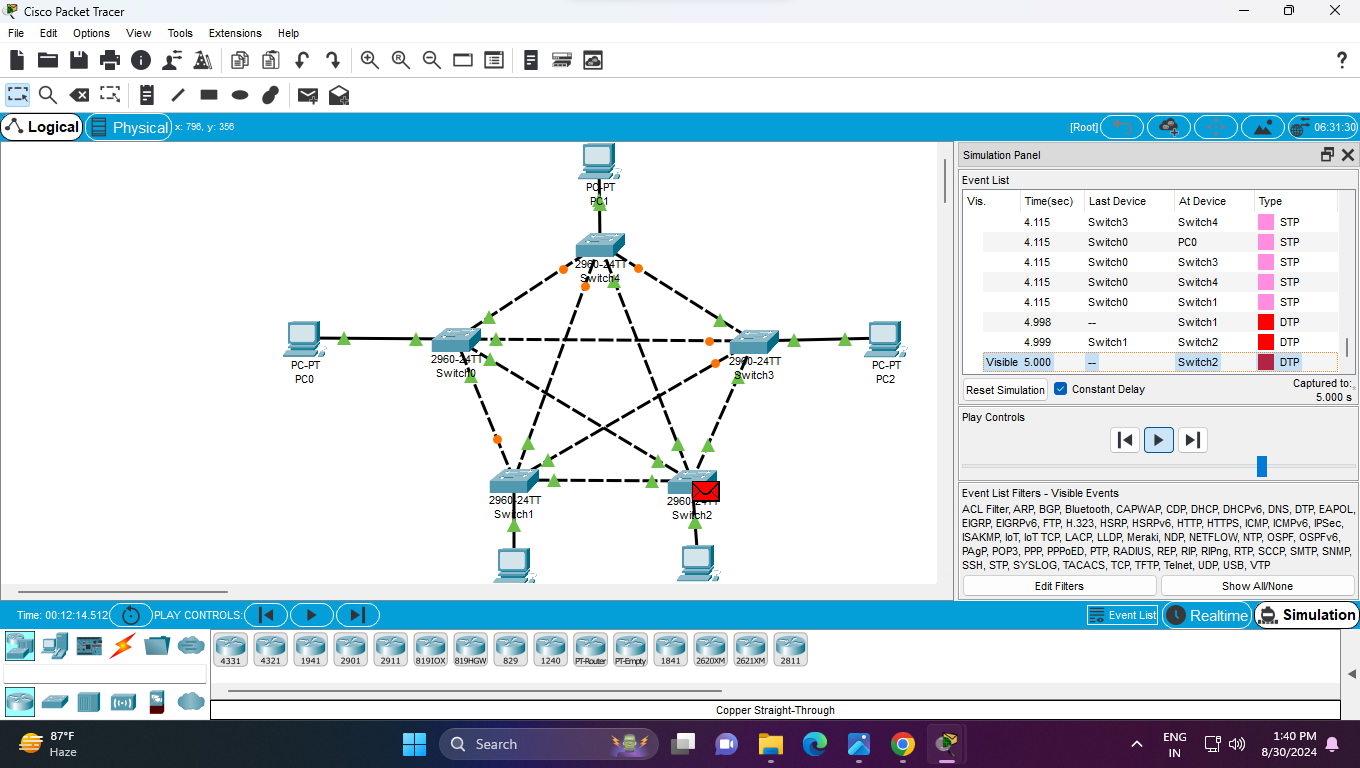 Cisco Packet Tracer
File Edit Options View Tools Extensions Help
Logical
Physical
x: 796, y: 356
[Root]
06:31:30
PC-PT
PC1
2960-24TT
Switch4
PC-PT
PC0
2960-24TT
Switch0
2960-24TT
Switch3
PC-PT
PC2
2960-24TT
Switch1
2960-24TT
Switch2
Simulation Panel
Event List
Vis. Time(sec) Last Device At Device Type
4.115 Switch3 Switch4 STP
4.115 Switch0 PC0 STP
4.115 Switch0 Switch3 STP
4.115 Switch0 Switch4 STP
4.115 Switch0 Switch1 STP
4.998 -- Switch1 DTP
4.999 Switch1 Switch2 DTP
Visible 5.000 -- Switch2 DTP
Reset Simulation
Constant Delay
Captured to:
5.000 s
Play Controls
Event List Filters - Visible Events
ACL Filter, ARP, BGP, Bluetooth, CAPWAP, CDP, DHCP, DHCPv6, DNS, DTP, EAPOL,
EIGRP, EIGRPv6, FTP, H.323, HSRP, HSRPv6, HTTP, HTTPS, ICMP, ICMPv6, IPSec,
ISAKMP, IoT, IoT TCP, LACP, LLDP, Meraki, NDP, NETFLOW, NTP, OSPF, OSPFv6,
PAgP, POP3, PPP, PPPoED, PTP, RADIUS, REP, RIP, RIPng, RTP, SCCP, SMTP, SNMP,
SSH, STP, SYSLOG, TACACS, TCP, TFTP, Telnet, UDP, USB, VTP
Edit Filters
Show All/None
Time: 00:12:14.512
PLAY CONTROLS:
Event List
Realtime
Simulation
4331 4321 1941 2901 2911 819IOX 819HGW 829 1240 PT-Router PT-Empty 1841 2620XM 2621XM 2811
Copper Straight-Through
87°F
Haze
Search
ENG
IN
1:40 PM
8/30/2024